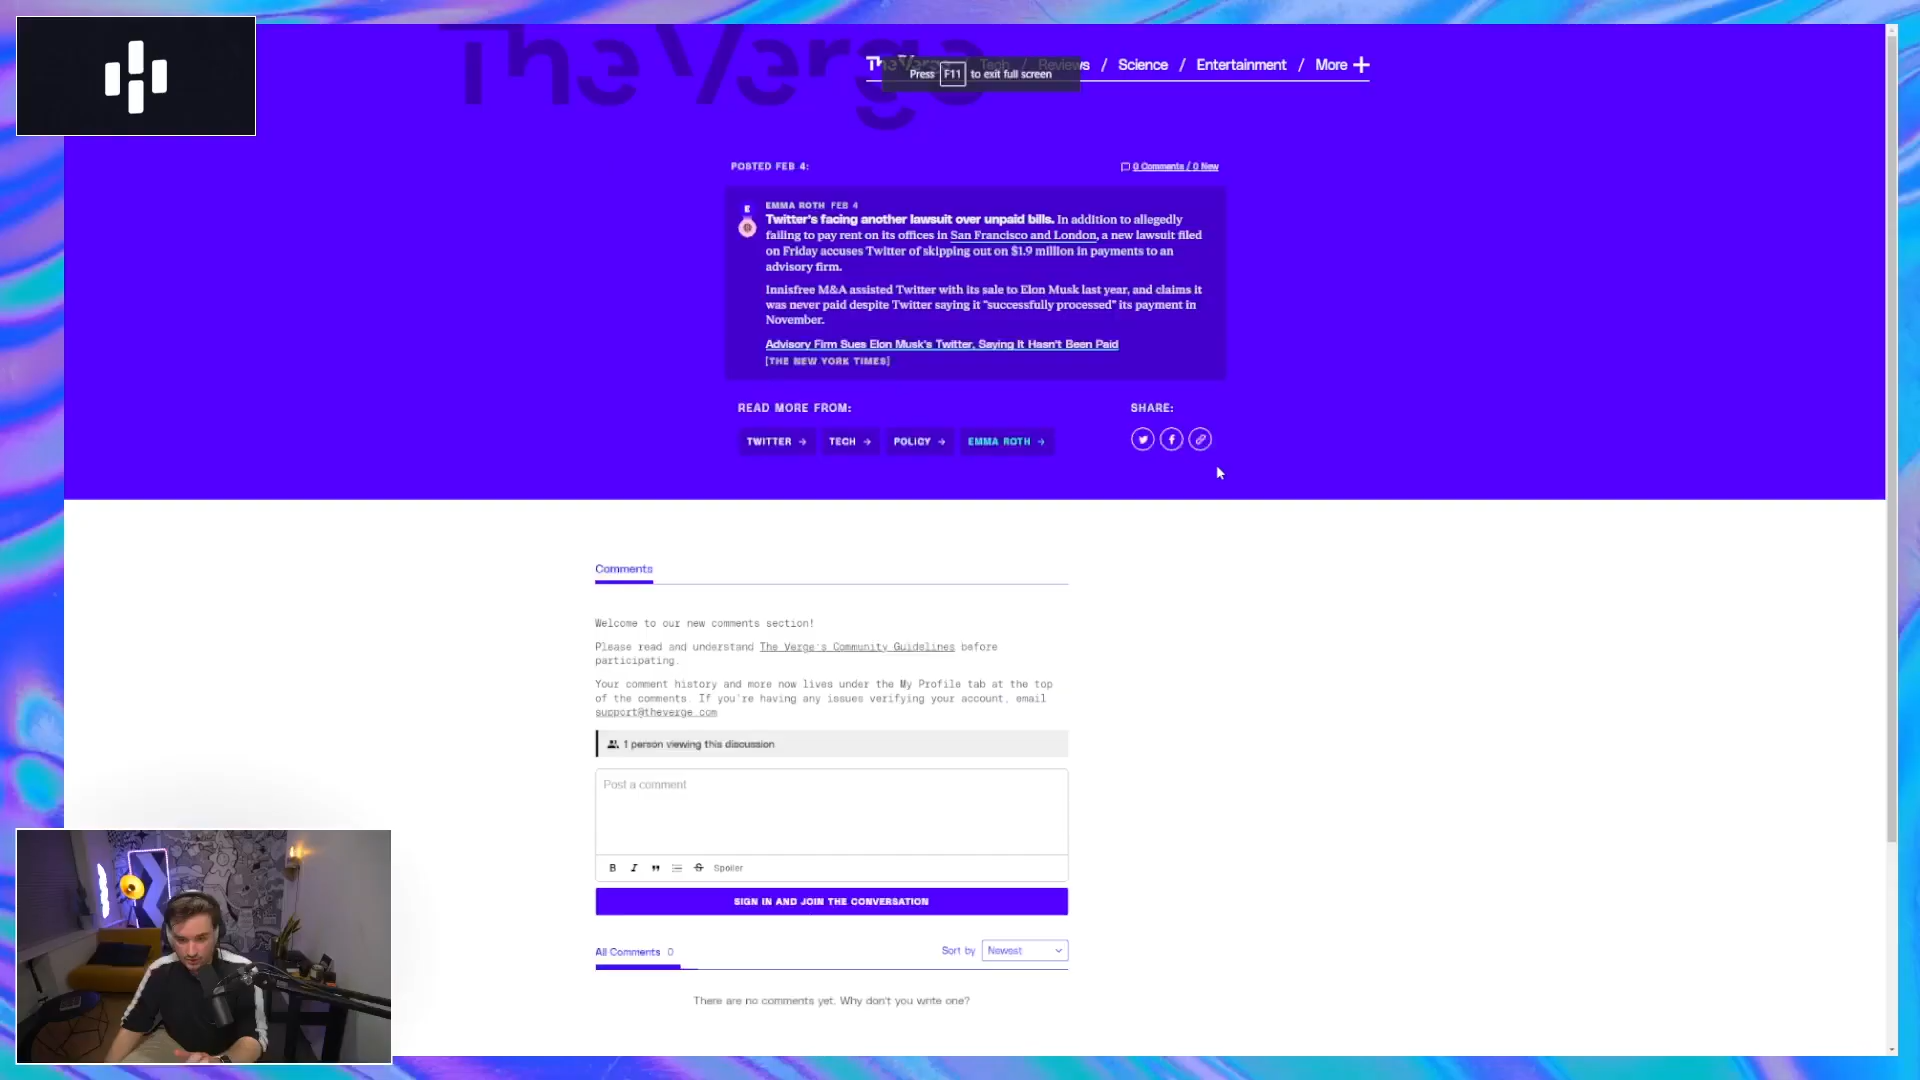 The Verge
Science / Entertainment / More
Press F11 to exit full screen
POSTED FEB 4:
0 Comments / 0 New
EMMA ROTH FEB 4
Twitter's facing another lawsuit over unpaid bills. In addition to allegedly
failing to pay rent on its offices in San Francisco and London, a new lawsuit filed
on Friday accuses Twitter of skipping out on $1.9 million in payments to an
advisory firm.
Innisfree M&A assisted Twitter with its sale to Elon Musk last year, and claims it
was never paid despite Twitter saying it "successfully processed" its payment in
November.
Advisory Firm Sues Elon Musk's Twitter, Saying It Hasn't Been Paid
[THE NEW YORK TIMES]
READ MORE FROM:
SHARE:
TWITTER → TECH → POLICY → EMMA ROTH →
Comments
Welcome to our new comments section!
Please read and understand The Verge's Community Guidelines before
participating.
Your comment history and more now lives under the My Profile tab at the top
of the comments. If you're having any issues verifying your account, email
support@theverge.com
1 person viewing this discussion
Post a comment
B I " S Spoiler
SIGN IN AND JOIN THE CONVERSATION
All Comments 0
Sort by Newest
There are no comments yet. Why don't you write one?